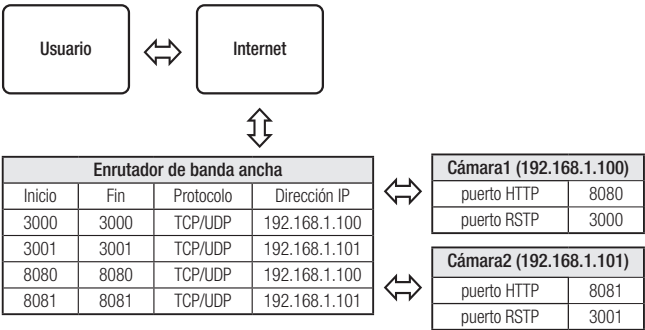 Usuario
Internet
Enrutador de banda ancha
Inicio Fin Protocolo Dirección IP
3000 3000 TCP/UDP 192.168.1.100
3001 3001 TCP/UDP 192.168.1.101
8080 8080 TCP/UDP 192.168.1.100
8081 8081 TCP/UDP 192.168.1.101
Cámara1 (192.168.1.100)
puerto HTTP 8080
puerto RSTP 3000
Cámara2 (192.168.1.101)
puerto HTTP 8081
puerto RSTP 3001